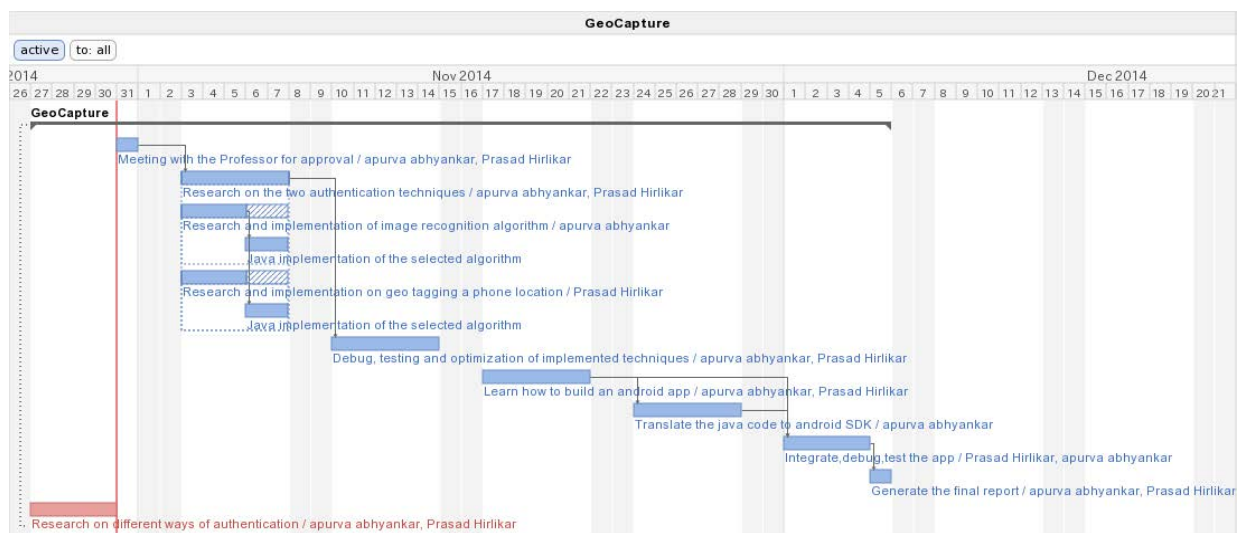 GeoCapture
active to: all
2014 Nov 2014 Dec 2014
26 27 28 29 30 31 1 2 3 4 5 6 7 8 9 10 11 12 13 14 15 16 17 18 19 20 21 22 23 24 25 26 27 28 29 30 1 2 3 4 5 6 7 8 9 10 11 12 13 14 15 16 17 18 19 20 21
GeoCapture
Meeting with the Professor for approval / apurva abhyankar, Prasad Hirlikar
Research on the two authentication techniques / apurva abhyankar, Prasad Hirlikar
Research and implementation of image recognition algorithm / apurva abhyankar
Java implementation of the selected algorithm
Research and implementation on geo tagging a phone location / Prasad Hirlikar
Java implementation of the selected algorithm
Debug, testing and optimization of implemented techniques / apurva abhyankar, Prasad Hirlikar
Learn how to build an android app / apurva abhyankar, Prasad Hirlikar
Translate the java code to android SDK / apurva abhyankar
Integrate,debug,test the app / Prasad Hirlikar, apurva abhyankar
Generate the final report / apurva abhyankar, Prasad Hirlikar
Research on different ways of authentication / apurva abhyankar, Prasad Hirlikar